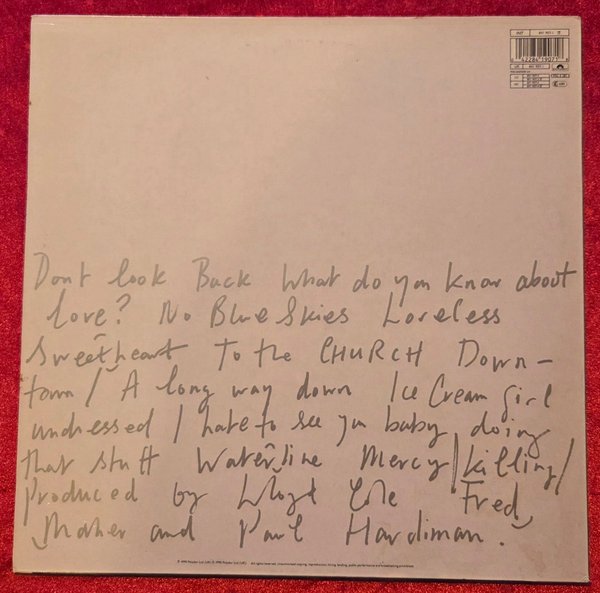 Dont look Back What do you know about
love? No Blue Skies Loveless
Sweetheart To the CHURCH Down-
town/ A long way down Ice Cream girl
undressed I hate to see you baby doing
that stuff Waterline Mercy/killing/
Produced by Lloyd Cole Fred
Maher and Paul Hardiman.